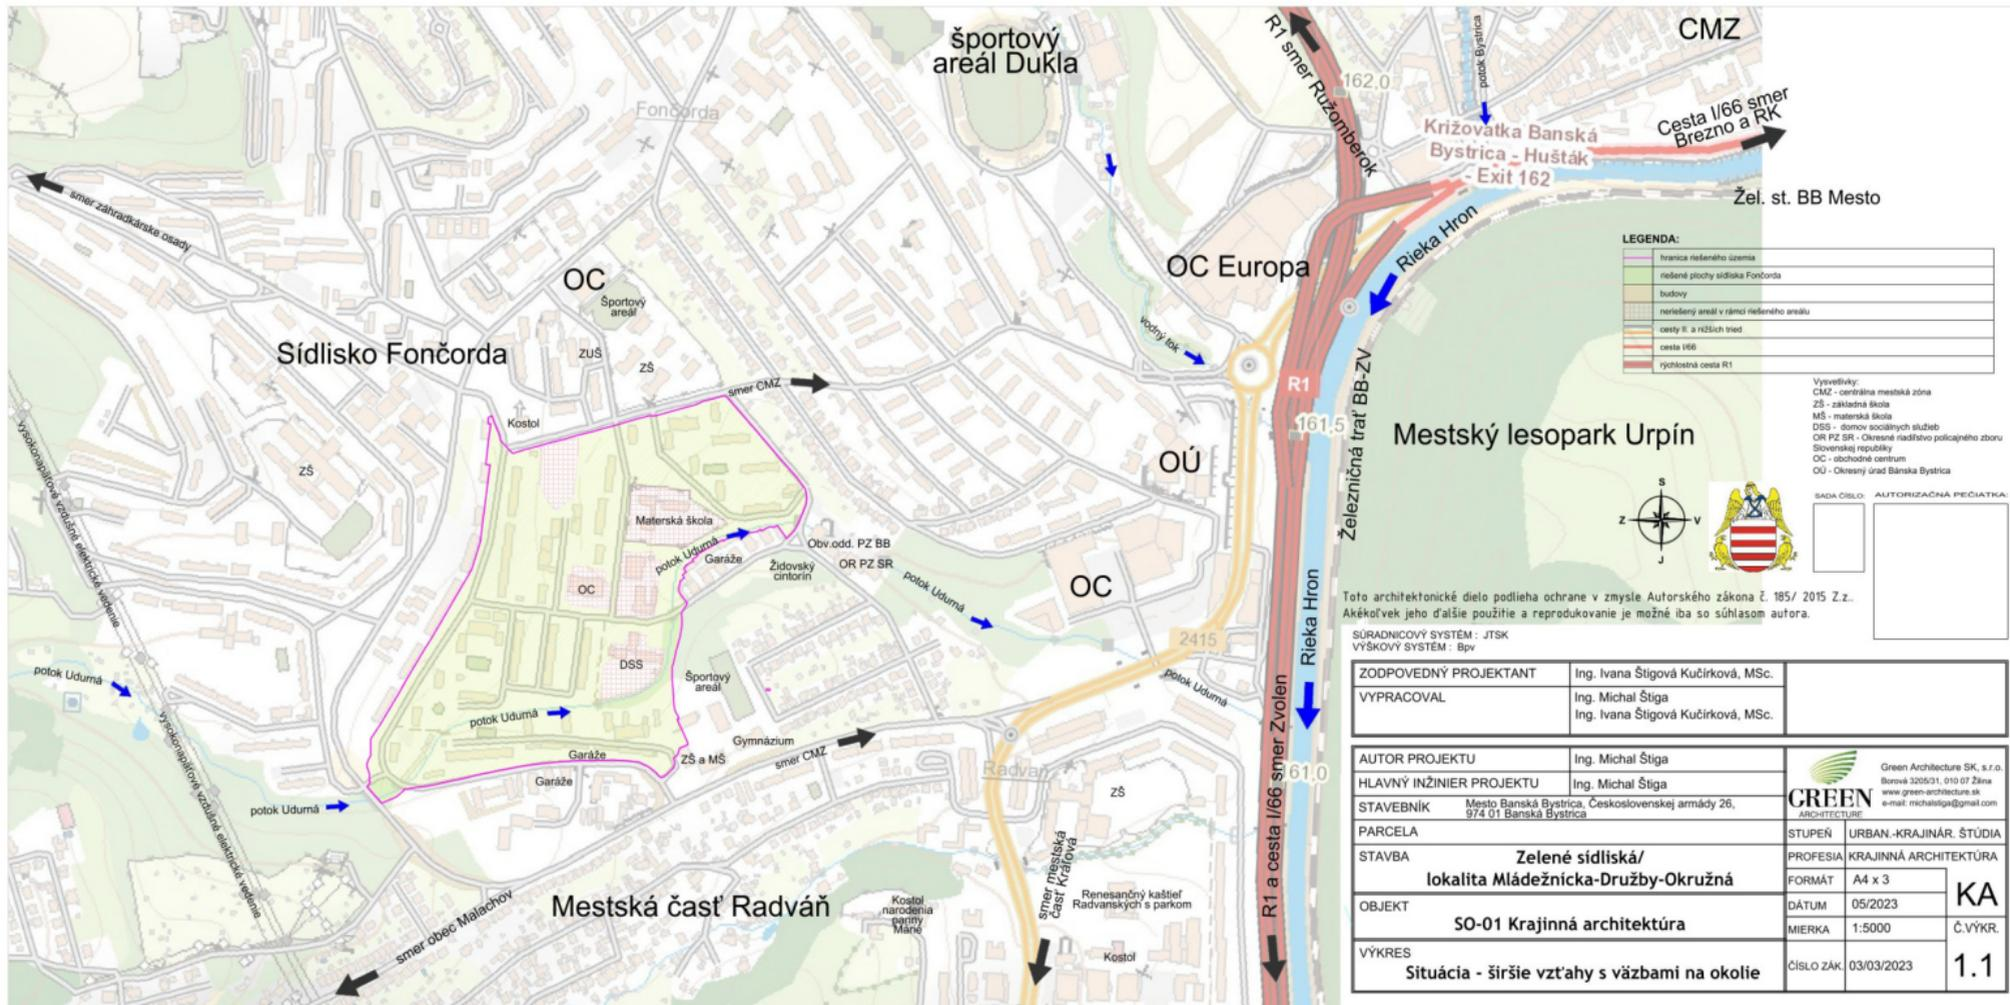 športový
areál Dukla
R1 smer Ružomberok
162,0
potok Bystrica
CMZ
Fončorda
Križovatka Banská
Bystrica - Hušták
- Exit 162
Cesta I/66 smer
Brezno a RK
Žel. st. BB Mesto
smer záhradkárske osady
OC
Športový
areál
OC Europa
Rieka Hron
vodný tok
Sídlisko Fončorda
ZUŠ
ZŠ
smer CMZ
Kostol
R1
161,5
Železničná trať BB-ZV
Mestský lesopark Urpín
OÚ
ZŠ
vysokonapäťové vzdušné elektrické vedenie
Materská škola
potok Udurná
Garáže
Obv.odd. PZ BB
OR PZ SR
Židovský
cintorín
potok Udurná
OC
OC
Rieka Hron
2415
DSS
Športový
areál
potok Udurná
potok Udurná
potok Udurná
Gymnázium
smer CMZ
ZŠ a MŠ
Garáže
Garáže
potok Udurná
vysokonapäťové vzdušné elektrické vedenie
Radvaň
161,0
ZŠ
R1 a cesta I/66 smer Zvolen
smer mestská
časť Kráľová
Renesančný kaštieľ
Radvanských s parkom
Kostol
narodenia
panny
Márie
Mestská časť Radváň
smer obec Malachov
Kostol
LEGENDA:
hranica riešeného územia
riešené plochy sídliska Fončorda
budovy
neriešený areál v rámci riešeného areálu
cesty II. a nižších tried
cesta I/66
rýchlostná cesta R1
Vysvetlivky:
CMZ - centrálna mestská zóna
ZŠ - základná škola
MŠ - materská škola
DSS - domov sociálnych služieb
OR PZ SR - Okresné riaditeľstvo policajného zboru
Slovenskej republiky
OC - obchodné centrum
OÚ - Okresný úrad Bánska Bystrica
S
Z
V
J
SADA ČÍSLO:
AUTORIZAČNÁ PEČIATKA:
Toto architektonické dielo podlieha ochrane v zmysle Autorského zákona č. 185/ 2015 Z.z..
Akékoľvek jeho ďalšie použitie a reprodukovanie je možné iba so súhlasom autora.
SÚRADNICOVÝ SYSTÉM : JTSK
VÝŠKOVÝ SYSTÉM : Bpv
ZODPOVEDNÝ PROJEKTANT Ing. Ivana Štigová Kučírková, MSc.
VYPRACOVAL Ing. Michal Štiga
Ing. Ivana Štigová Kučírková, MSc.
AUTOR PROJEKTU Ing. Michal Štiga
HLAVNÝ INŽINIER PROJEKTU Ing. Michal Štiga
STAVEBNÍK Mesto Banská Bystrica, Československej armády 26,
974 01 Banská Bystrica
PARCELA
STAVBA Zelené sídliská/
lokalita Mládežnícka-Družby-Okružná
OBJEKT
SO-01 Krajinná architektúra
VÝKRES
Situácia - širšie vzťahy s väzbami na okolie
GREEN
ARCHITECTURE
Green Architecture SK, s.r.o.
Borová 3205/31, 010 07 Žilina
www.green-architecture.sk
e-mail: michalstiga@gmail.com
STUPEŇ URBAN.-KRAJINÁR. ŠTÚDIA
PROFESIA KRAJINNÁ ARCHITEKTÚRA
FORMÁT A4 x 3
DÁTUM 05/2023
MIERKA 1:5000
ČÍSLO ZÁK. 03/03/2023
KA
Č.VÝKR.
1.1